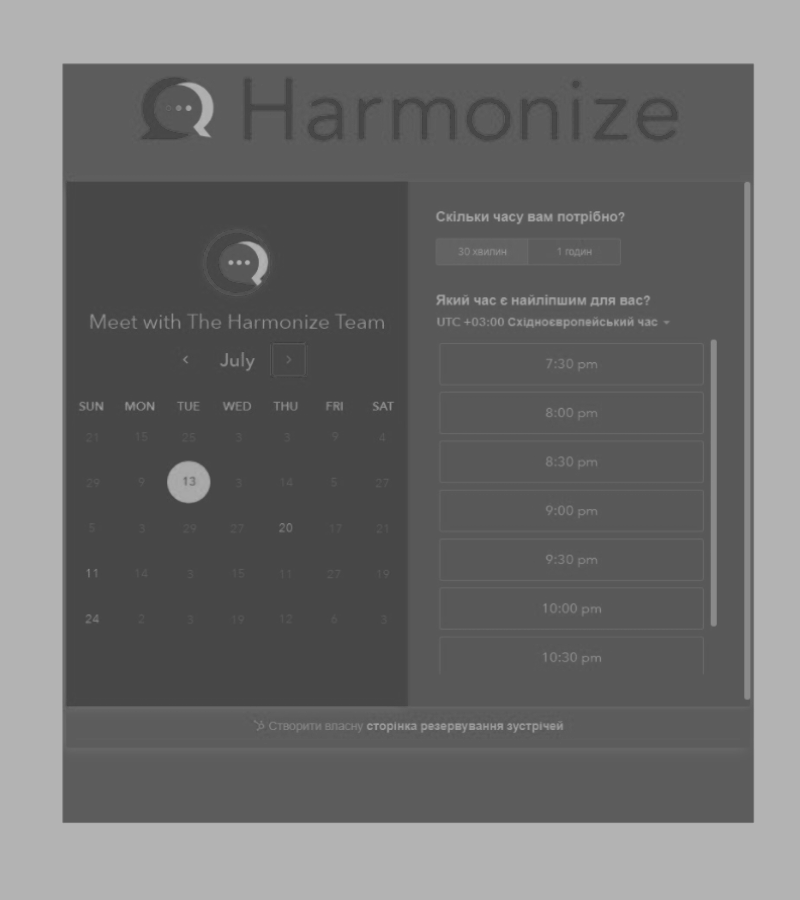 Harmonize
Meet with The Harmonize Team
July
SUN MON TUE WED THU FRI SAT
21 15 25 3 3 9 4
29 9 13 3 14 5 27
5 3 29 27 20 17 21
11 14 3 15 11 27 19
24 2 3 19 12 6 3
Скільки часу вам потрібно?
30 хвилин 1 годин
Який час є найліпшим для вас?
UTC +03:00 Східноєвропейський час
7:30 pm
8:00 pm
8:30 pm
9:00 pm
9:30 pm
10:00 pm
10:30 pm
Створити власну сторінка резервування зустрічей